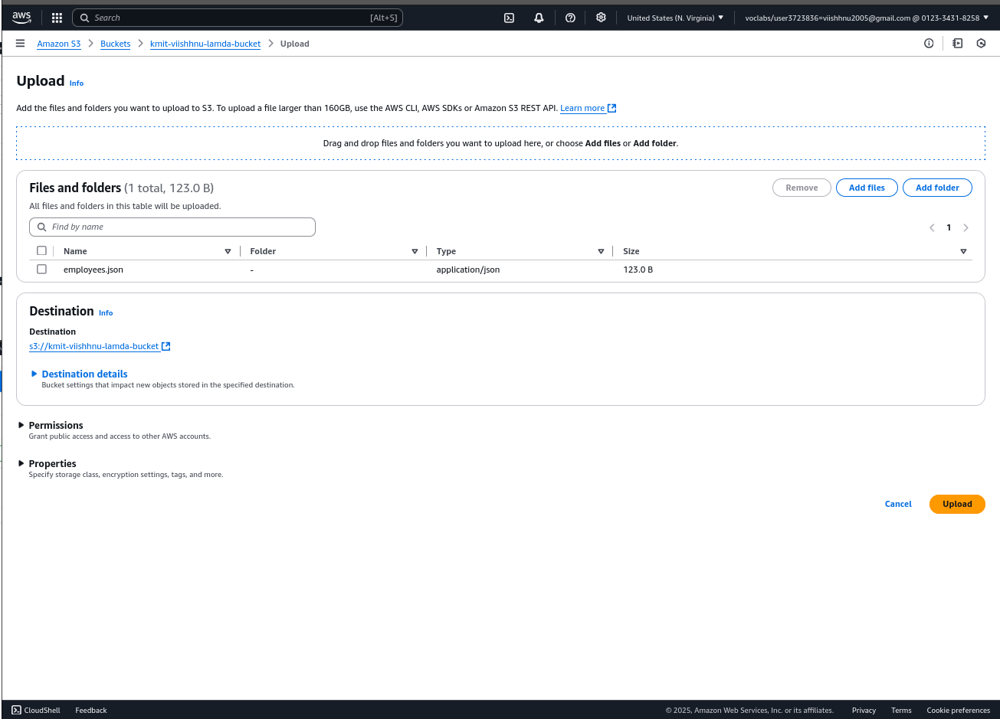 aws Search [Alt+S] United States (N. Virginia) voclabs/user3723836=viishhnu2005@gmail.com @ 0123-3431-8258
Amazon S3 Buckets kmit-viishhnu-lamda-bucket Upload
Upload Info
Add the files and folders you want to upload to S3. To upload a file larger than 160GB, use the AWS CLI, AWS SDKs or Amazon S3 REST API. Learn more
Drag and drop files and folders you want to upload here, or choose Add files or Add folder.
Files and folders (1 total, 123.0 B) Remove Add files Add folder
All files and folders in this table will be uploaded.
Find by name 1
Name Folder Type Size
employees.json - application/json 123.0 B
Destination Info
Destination
s3://kmit-viishhnu-lamda-bucket
Destination details
Bucket settings that impact new objects stored in the specified destination.
Permissions
Grant public access and access to other AWS accounts.
Properties
Specify storage class, encryption settings, tags, and more.
Cancel Upload
CloudShell Feedback © 2025, Amazon Web Services, Inc. or its affiliates. Privacy Terms Cookie preferences